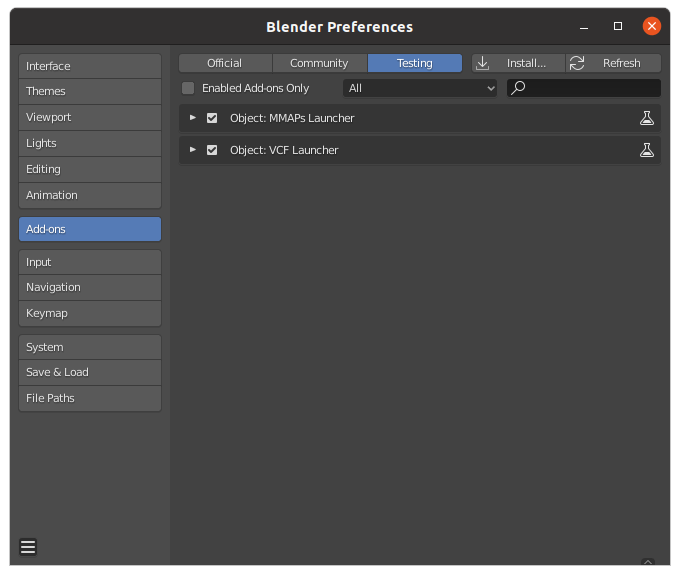 Blender Preferences
Interface
Themes
Viewport
Lights
Editing
Animation
Add-ons
Input
Navigation
Keymap
System
Save & Load
File Paths
Official Community Testing Install... Refresh
Enabled Add-ons Only All
Object: MMAPs Launcher
Object: VCF Launcher